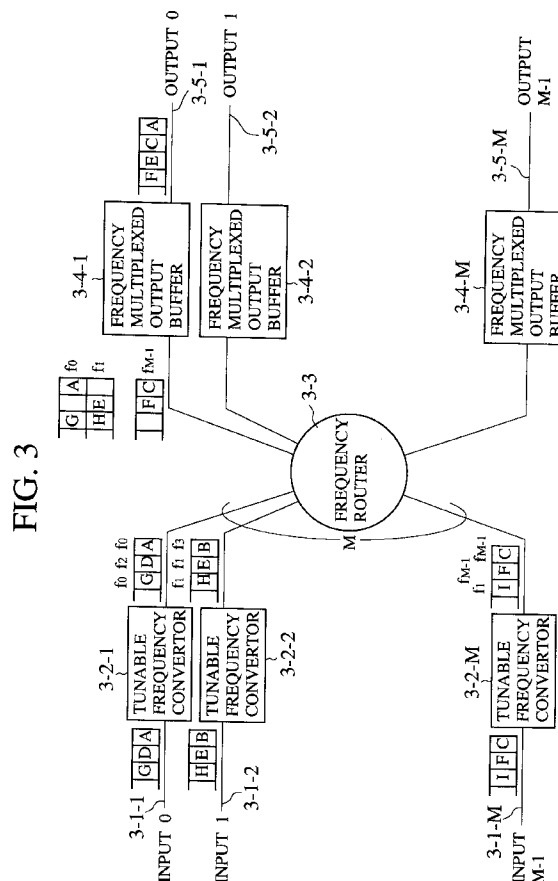 FIG. 3
INPUT 0
3-1-1
G D A
3-2-1
TUNABLE
FREQUENCY
CONVERTOR
f0 f2 f0
G D A
INPUT 1
3-1-2
H E B
TUNABLE
FREQUENCY
CONVERTOR
3-2-2
f1 f1 f3
H E B
INPUT
M-1
3-1-M
I F C
3-2-M
TUNABLE
FREQUENCY
CONVERTOR
fM-1
f1 fM-1
I F C
M
FREQUENCY
ROUTER
3-3
G A f0
H E f1
F C fM-1
3-4-1
FREQUENCY
MULTIPLEXED
OUTPUT
BUFFER
F E C A
OUTPUT 0
3-5-1
FREQUENCY
MULTIPLEXED
OUTPUT
BUFFER
3-4-2
OUTPUT 1
3-5-2
3-4-M
FREQUENCY
MULTIPLEXED
OUTPUT
BUFFER
3-5-M
OUTPUT
M-1